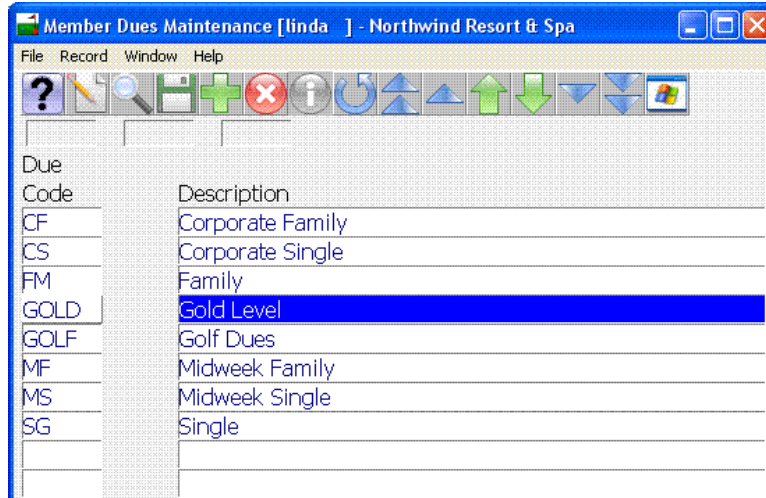 Member Dues Maintenance [linda   ] - Northwind Resort & Spa
File Record Window Help
Due
Code Description
CF Corporate Family
CS Corporate Single
FM Family
GOLD Gold Level
GOLF Golf Dues
MF Midweek Family
MS Midweek Single
SG Single